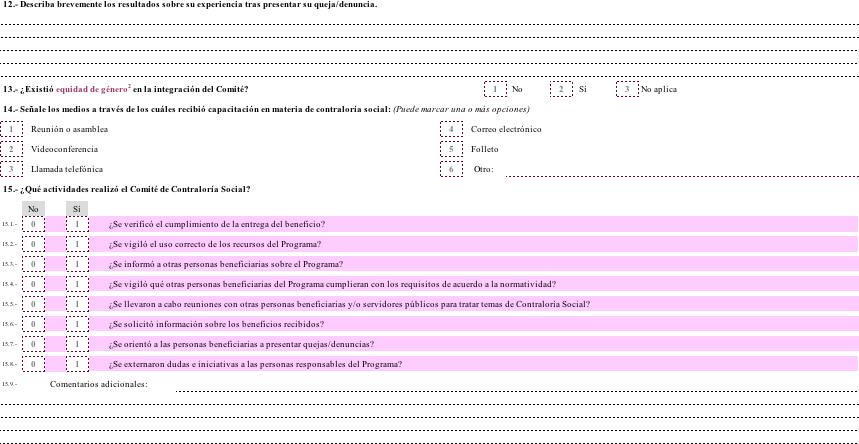 12.- Describa brevemente los resultados sobre su experiencia tras presentar su queja/denuncia.
13.- ¿Existió equidad de género² en la integración del Comité? 1 No 2 Sí 3 No aplica
14.- Señale los medios a través de los cuáles recibió capacitación en materia de contraloría social: (Puede marcar una o más opciones)
1 Reunión o asamblea 4 Correo electrónico
2 Videoconferencia 5 Folleto
3 Llamada telefónica 6 Otro:
15.- ¿Qué actividades realizó el Comité de Contraloría Social?
No Sí
15.1.- 0 1 ¿Se verificó el cumplimiento de la entrega del beneficio?
15.2.- 0 1 ¿Se vigiló el uso correcto de los recursos del Programa?
15.3.- 0 1 ¿Se informó a otras personas beneficiarias sobre el Programa?
15.4.- 0 1 ¿Se vigiló qué otras personas beneficiarias del Programa cumplieran con los requisitos de acuerdo a la normatividad?
15.5.- 0 1 ¿Se llevaron a cabo reuniones con otras personas beneficiarias y/o servidores públicos para tratar temas de Contraloría Social?
15.6.- 0 1 ¿Se solicitó información sobre los beneficios recibidos?
15.7.- 0 1 ¿Se orientó a las personas beneficiarias a presentar quejas/denuncias?
15.8.- 0 1 ¿Se externaron dudas e iniciativas a las personas responsables del Programa?
15.9.- Comentarios adicionales: